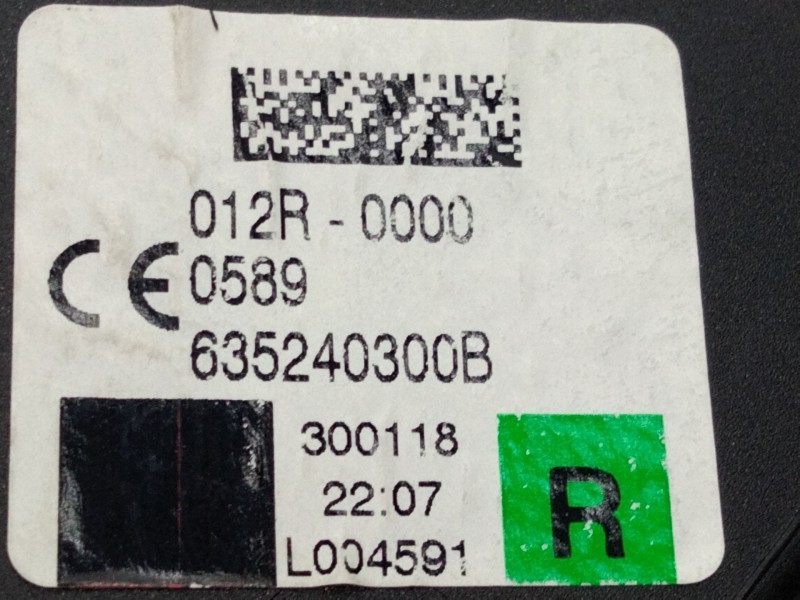 012R - 0000
CE 0589
635240300B
300118
22:07
L004591
R